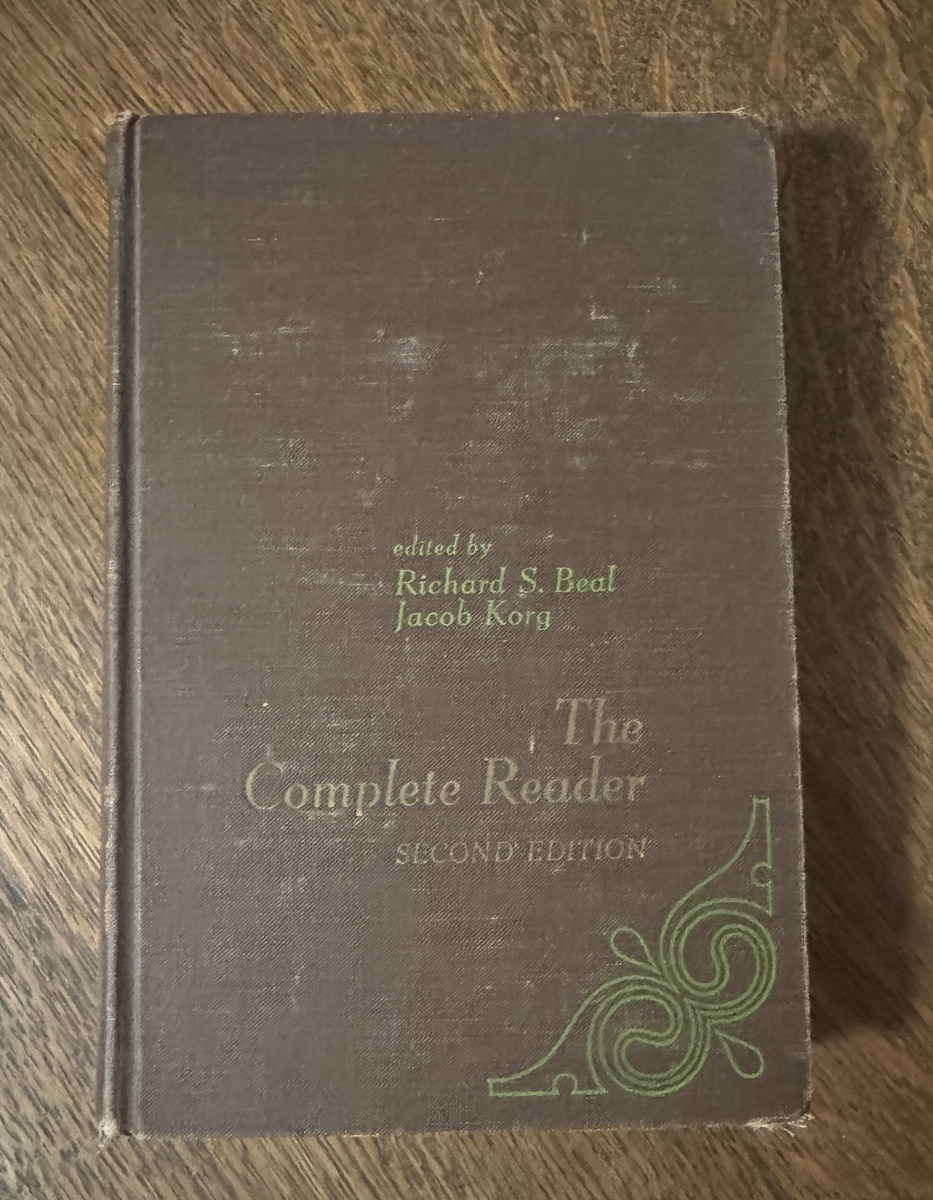 edited by
Richard S. Beal
Jacob Korg
The
Complete Reader
SECOND EDITION